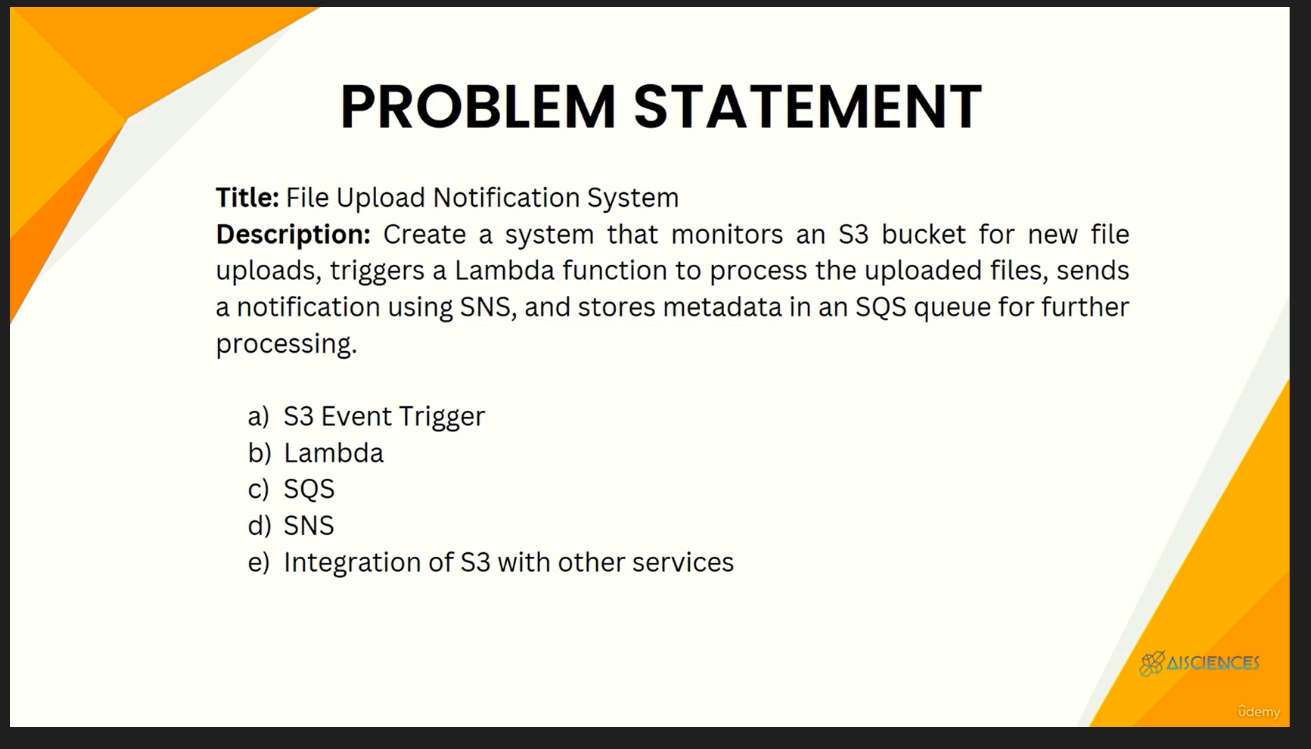 PROBLEM STATEMENT
Title: File Upload Notification System
Description: Create a system that monitors an S3 bucket for new file
uploads, triggers a Lambda function to process the uploaded files, sends
a notification using SNS, and stores metadata in an SQS queue for further
processing.
a) S3 Event Trigger
b) Lambda
c) SQS
d) SNS
e) Integration of S3 with other services
AISCIENCES
ûdemy